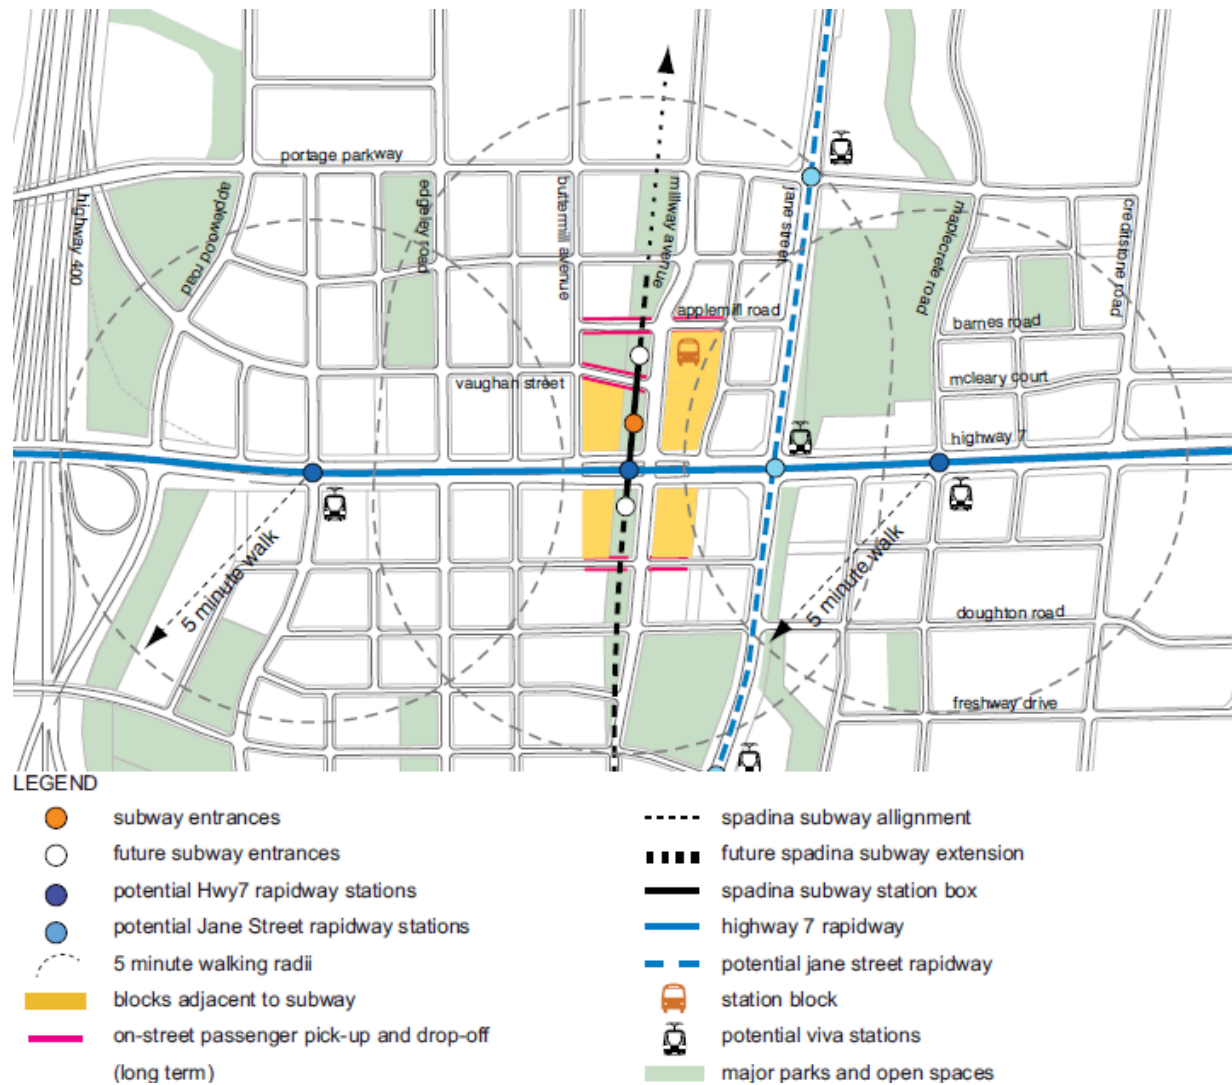 portage parkway
highway 400
applewood road
edgeley road
buttermill avenue
millway avenue
jane street
maplecrete road
creditstone road
applemill road
barnes road
vaughan street
mcleary court
highway 7
5 minute walk
5 minute walk
doughton road
freshway drive
LEGEND
subway entrances
future subway entrances
potential Hwy7 rapidway stations
potential Jane Street rapidway stations
5 minute walking radii
blocks adjacent to subway
on-street passenger pick-up and drop-off
(long term)
spadina subway allignment
future spadina subway extension
spadina subway station box
highway 7 rapidway
potential jane street rapidway
station block
potential viva stations
major parks and open spaces